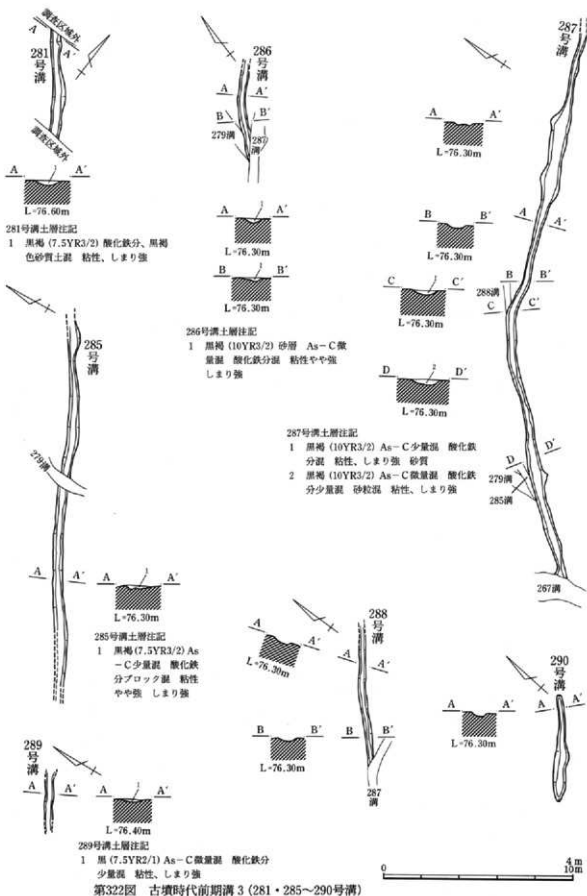 調査区域外
A A′
281号溝
調査区域外
A 1 A′
L=76.60m
281号溝土層注記
1 黒褐 (7.5YR3/2) 酸化鉄分、黒褐
色砂質土混 粘性、しまり強
286号溝
A A′
B B′
279溝
287溝
A 1 A′
L=76.30m
B 1 B′
L=76.30m
286号溝土層注記
1 黒褐 (10YR3/2) 砂層 As-C微
量混 酸化鉄分混 粘性やや強
しまり強
287号溝
A A′
L=76.30m
B B′
L=76.30m
C 1 C′
L=76.30m
D 2 D′
L=76.30m
A A′
B B′
288溝
C C′
D D′
279溝
285溝
267溝
287号溝土層注記
1 黒褐 (10YR3/2) As-C少量混 酸化鉄
分混 粘性、しまり強 砂質
2 黒褐 (10YR3/2) As-C微量混 酸化鉄
分少量混 砂粒混 粘性、しまり強
285号溝
279溝
A A′
A 1 A′
L=76.30m
285号溝土層注記
1 黒褐 (7.5YR3/2) As
-C少量混 酸化鉄
分ブロック混 粘性
やや強 しまり強
288号溝
A A′
L=76.30m
A A′
B B′
L=76.30m
B B′
287溝
290号溝
A A′
L=76.30m
A A′
289号溝
A A′
A 1 A′
L=76.40m
289号溝土層注記
1 黒 (7.5YR2/1) As-C微量混 酸化鉄分
少量混 粘性、しまり強
0 4m
10m
第322図 古墳時代前期溝3 (281・285~290号溝)